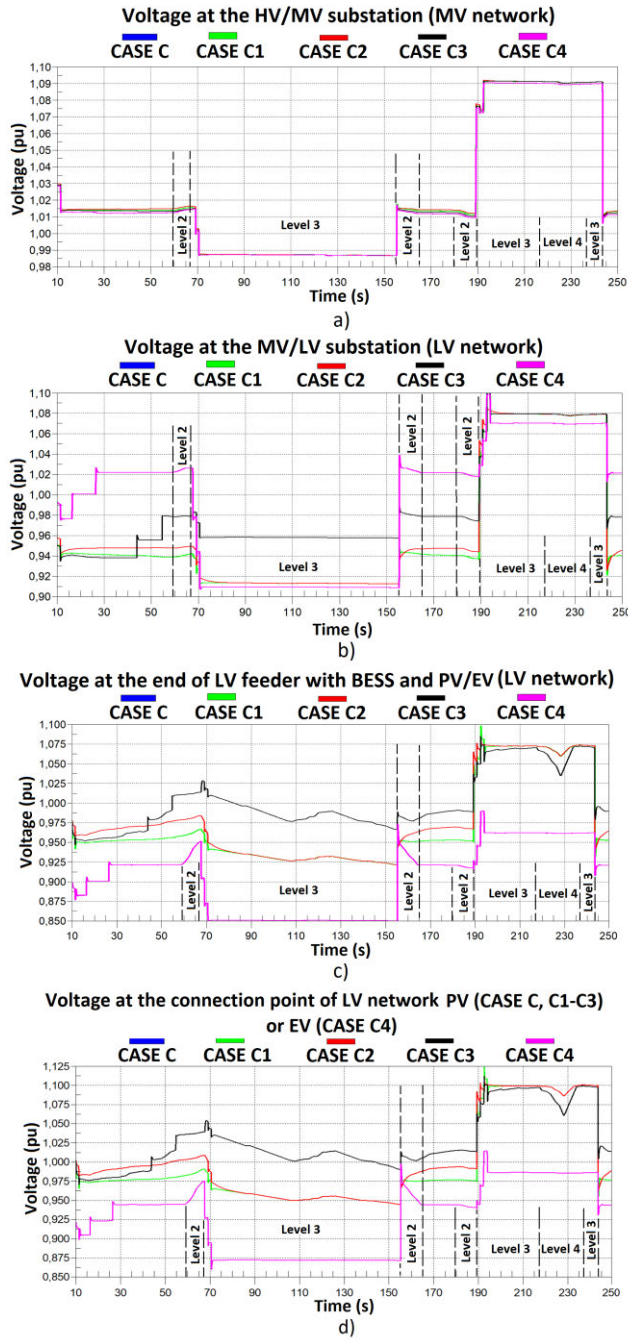 Voltage at the HV/MV substation (MV network)
CASE C CASE C1 CASE C2 CASE C3 CASE C4
Voltage (pu)
1,10
1,09
1,08
1,07
1,06
1,05
1,04
1,03
1,02
1,01
1,00
0,99
0,98
Level 2
Level 3
Level 2
Level 2
Level 3
Level 4
Level 3
10 30 50 70 90 110 130 150 170 190 210 230 250
Time (s)
a)
Voltage at the MV/LV substation (LV network)
CASE C CASE C1 CASE C2 CASE C3 CASE C4
Voltage (pu)
1,10
1,08
1,06
1,04
1,02
1,00
0,98
0,96
0,94
0,92
0,90
Level 2
Level 3
Level 2
Level 2
Level 3
Level 4
Level 3
10 30 50 70 90 110 130 150 170 190 210 230 250
Time (s)
b)
Voltage at the end of LV feeder with BESS and PV/EV (LV network)
CASE C CASE C1 CASE C2 CASE C3 CASE C4
Voltage (pu)
1,100
1,075
1,050
1,025
1,000
0,975
0,950
0,925
0,900
0,875
0,850
Level 2
Level 3
Level 2
Level 2
Level 3
Level 4
Level 3
10 30 50 70 90 110 130 150 170 190 210 230 250
Time (s)
c)
Voltage at the connection point of LV network PV (CASE C, C1-C3)
or EV (CASE C4)
CASE C CASE C1 CASE C2 CASE C3 CASE C4
Voltage (pu)
1,125
1,100
1,075
1,050
1,025
1,000
0,975
0,950
0,925
0,900
0,875
0,850
Level 2
Level 3
Level 2
Level 2
Level 3
Level 4
Level 3
10 30 50 70 90 110 130 150 170 190 210 230 250
Time (s)
d)